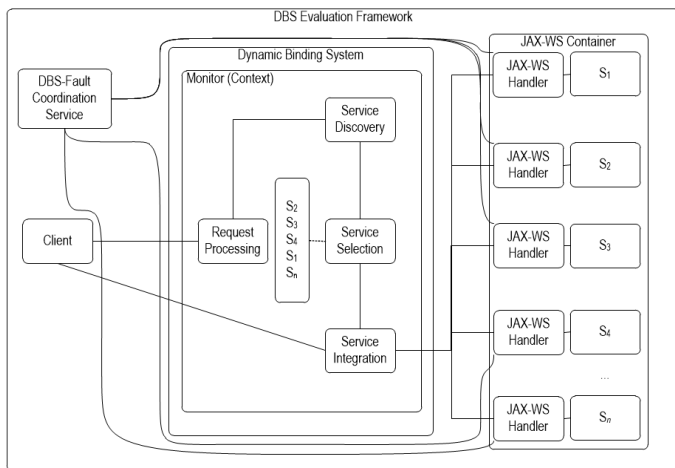 DBS Evaluation Framework
JAX-WS Container
Dynamic Binding System
Monitor (Context)
DBS-Fault
Coordination
Service
Service
Discovery
S2
S3
S4
S1
Sn
Request
Processing
Service
Selection
Client
Service
Integration
JAX-WS
Handler
S1
JAX-WS
Handler
S2
JAX-WS
Handler
S3
JAX-WS
Handler
S4
...
JAX-WS
Handler
Sn